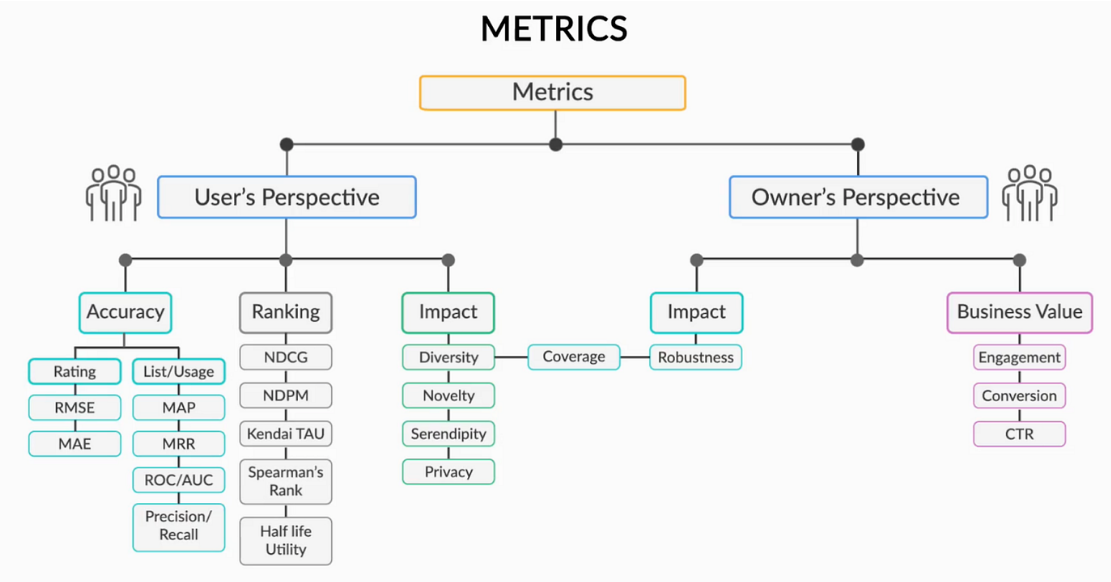 METRICS
Metrics
User's Perspective
Owner's Perspective
Accuracy
Ranking
Impact
Impact
Business Value
Rating
List/Usage
RMSE
MAE
MAP
MRR
ROC/AUC
Precision/
Recall
NDCG
NDPM
Kendai TAU
Spearman's
Rank
Half life
Utility
Diversity
Coverage
Robustness
Novelty
Serendipity
Privacy
Engagement
Conversion
CTR